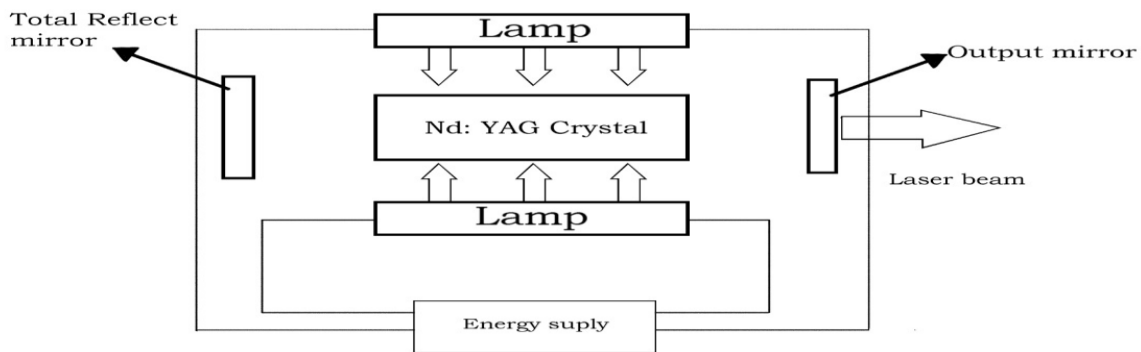 Total Reflect
mirror
Lamp
Output mirror
Nd: YAG Crystal
Laser beam
Lamp
Energy suply